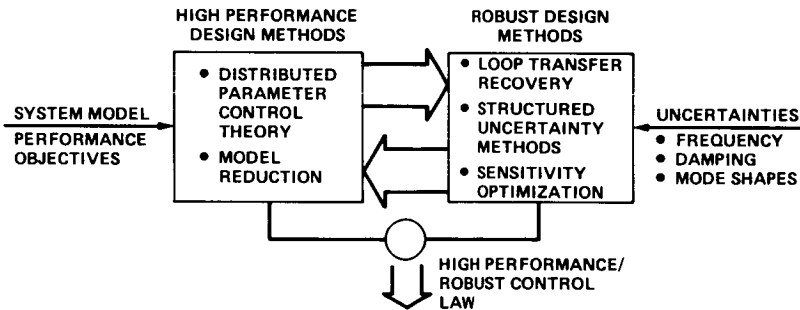 HIGH PERFORMANCE
DESIGN METHODS
ROBUST DESIGN
METHODS
SYSTEM MODEL
PERFORMANCE
OBJECTIVES
• DISTRIBUTED
PARAMETER
CONTROL
THEORY
• MODEL
REDUCTION
• LOOP TRANSFER
RECOVERY
• STRUCTURED
UNCERTAINTY
METHODS
• SENSITIVITY
OPTIMIZATION
UNCERTAINTIES
• FREQUENCY
• DAMPING
• MODE SHAPES
HIGH PERFORMANCE/
ROBUST CONTROL
LAW